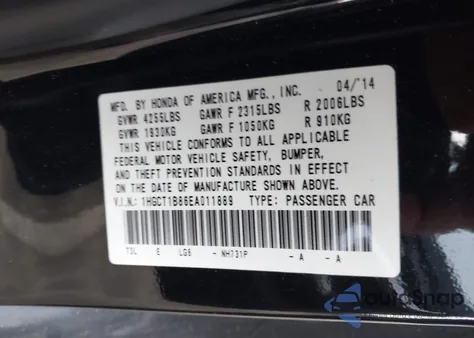 MFD. BY HONDA OF AMERICA MFG., INC. 04/'14
GVWR 4255LBS GAWR F 2315LBS R 2006LBS
GVWR 1930KG GAWR F 1050KG R 910KG
THIS VEHICLE CONFORMS TO ALL APPLICABLE
FEDERAL MOTOR VEHICLE SAFETY, BUMPER,
AND THEFT PREVENTION STANDARDS IN EFFECT
ON THE DATE OF MANUFACTURE SHOWN ABOVE.
V.I.N.: 1HGCT1B86EA011889 TYPE: PASSENGER CAR
T3L E LG6 - NH731P - A - A
AutoSnap